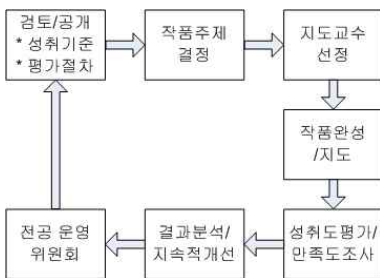 검토/공개
* 성취기준
* 평가절차
작품주제
결정
지도교수
선정
작품완성
/지도
성취도평가/
만족도조사
결과분석/
지속적개선
전공 운영
위원회